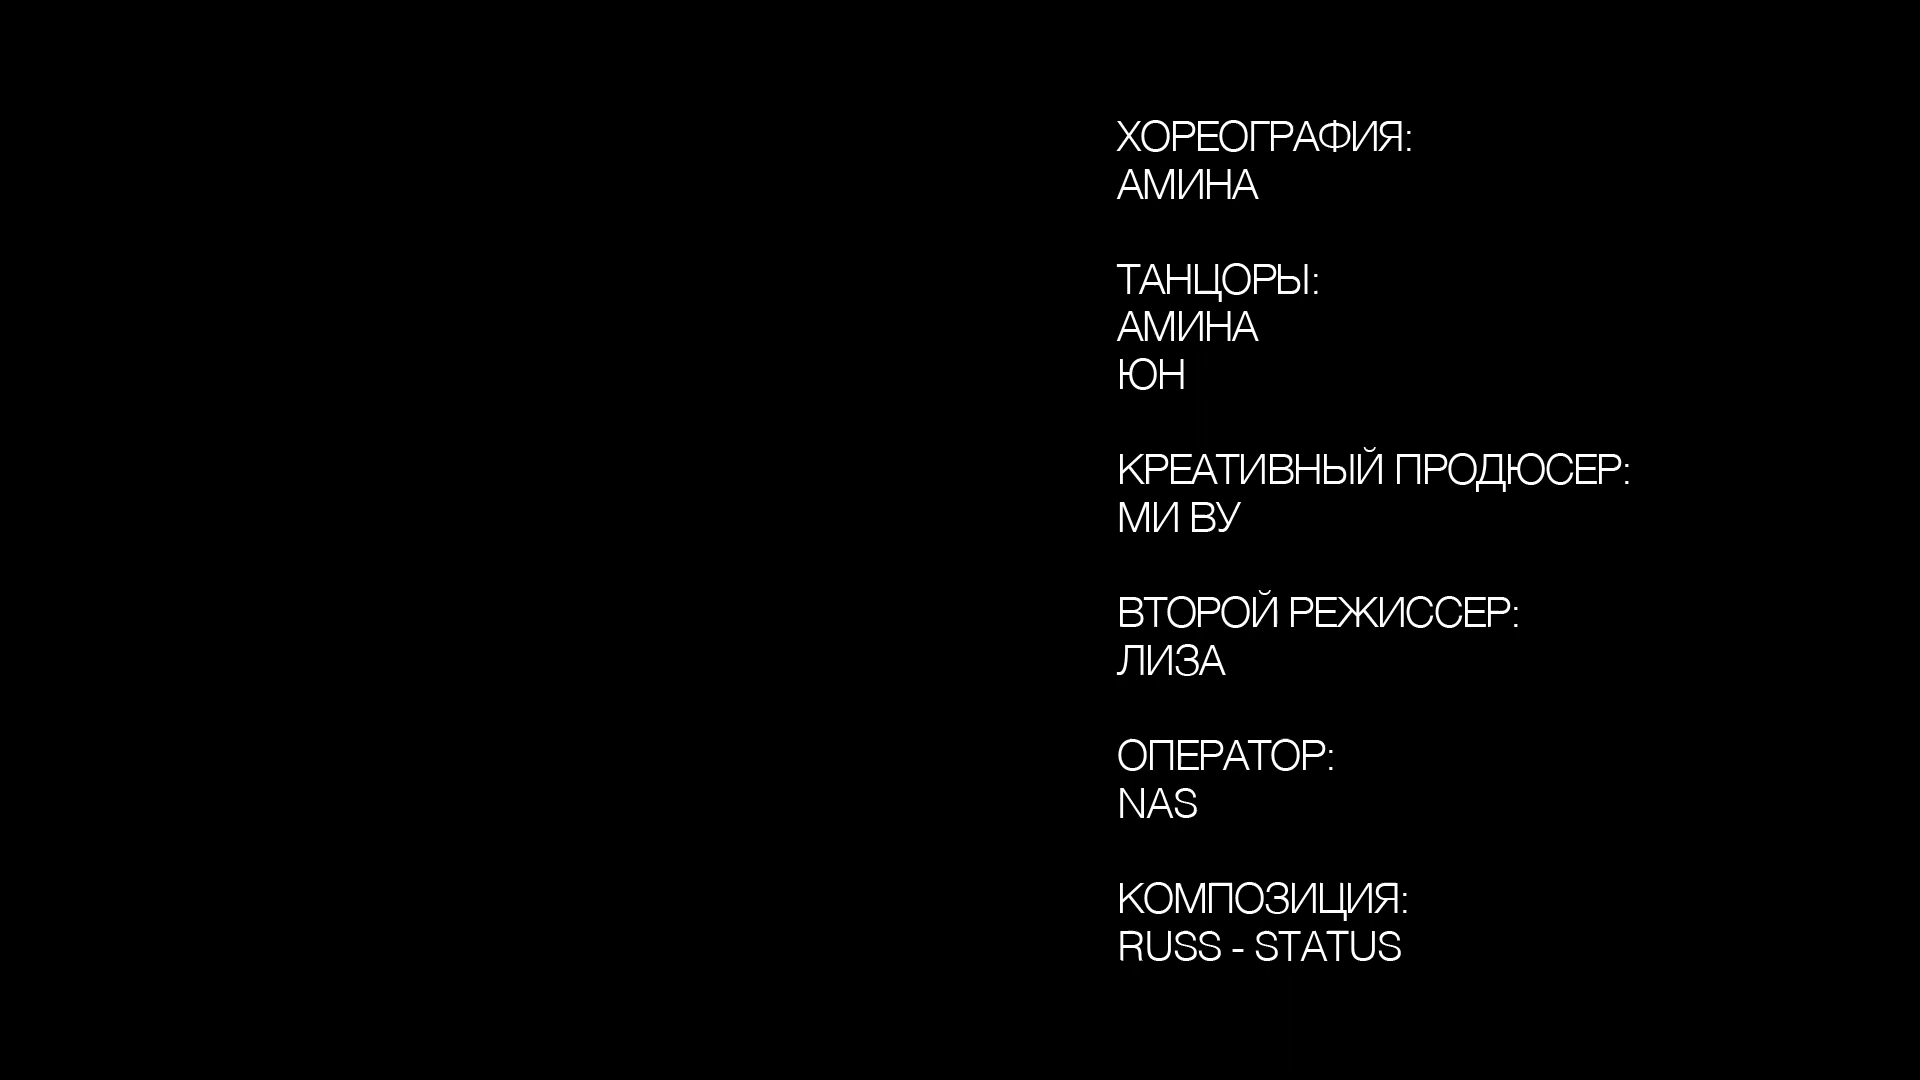 ХОРЕОГРАФИЯ:
АМИНА
ТАНЦОРЫ:
АМИНА
ЮН
КРЕАТИВНЫЙ ПРОДЮСЕР:
МИ ВУ
ВТОРОЙ РЕЖИССЕР:
ЛИЗА
ОПЕРАТОР:
NAS
КОМПОЗИЦИЯ:
RUSS - STATUS